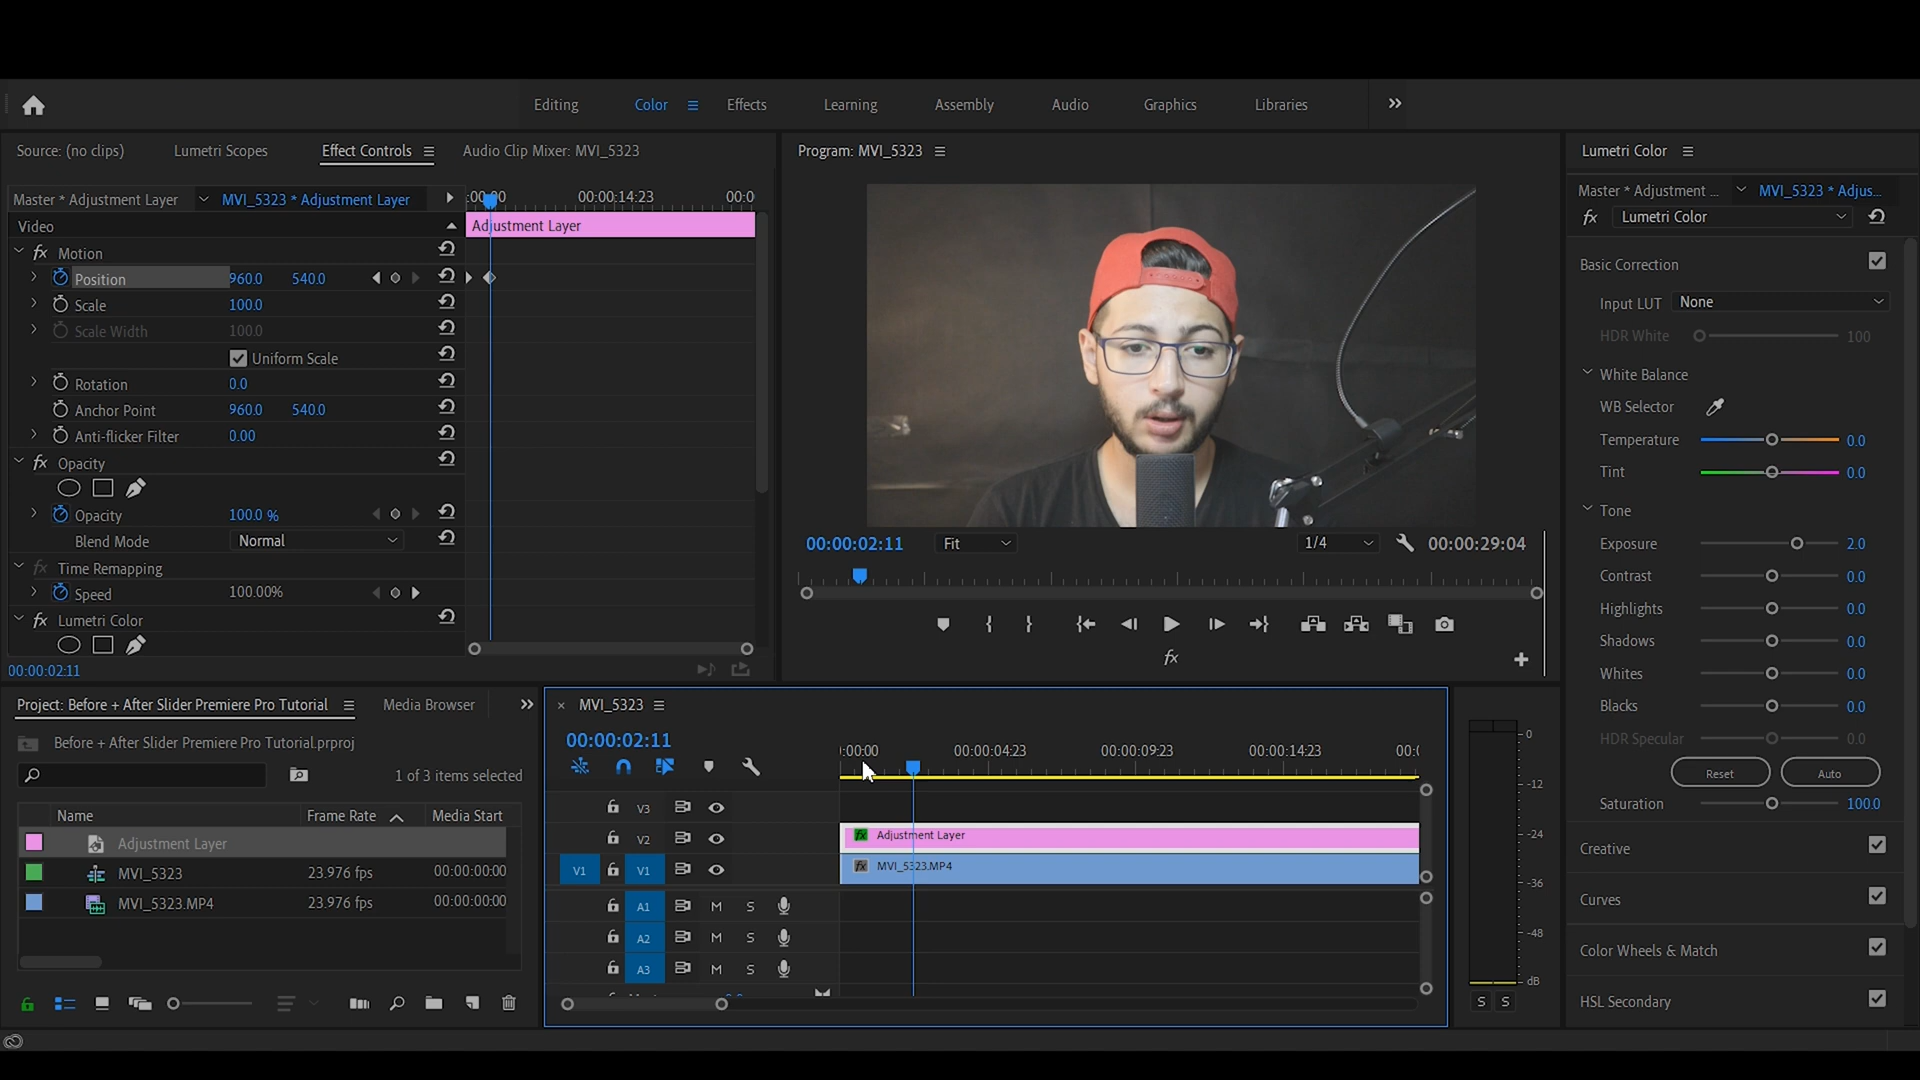 Editing Color Effects Learning Assembly Audio Graphics Libraries
Source: (no clips) Lumetri Scopes Effect Controls Audio Clip Mixer: MVI_5323
Master * Adjustment Layer MVI_5323 * Adjustment Layer
:00:00 00:00:14:23 00:0
Video
Adjustment Layer
fx Motion
Position 960.0 540.0
Scale 100.0
Scale Width 100.0
Uniform Scale
Rotation 0.0
Anchor Point 960.0 540.0
Anti-flicker Filter 0.00
fx Opacity
Opacity 100.0 %
Blend Mode Normal
fx Time Remapping
Speed 100.00%
fx Lumetri Color
00:00:02:11
Program: MVI_5323
00:00:02:11 Fit 1/4 00:00:29:04
fx
Lumetri Color
Master * Adjustment ... MVI_5323 * Adjus...
fx Lumetri Color
Basic Correction
Input LUT None
HDR White 100
White Balance
WB Selector
Temperature 0.0
Tint 0.0
Tone
Exposure 2.0
Contrast 0.0
Highlights 0.0
Shadows 0.0
Whites 0.0
Blacks 0.0
HDR Specular 0.0
Reset Auto
Saturation 100.0
Creative
Curves
Color Wheels & Match
HSL Secondary
Project: Before + After Slider Premiere Pro Tutorial Media Browser
Before + After Slider Premiere Pro Tutorial.prproj
1 of 3 items selected
Name Frame Rate Media Start
Adjustment Layer
MVI_5323 23.976 fps 00:00:00:00
MVI_5323.MP4 23.976 fps 00:00:00:00
× MVI_5323
00:00:02:11
:00:00 00:00:04:23 00:00:09:23 00:00:14:23 00:0
V3
V2 fx Adjustment Layer
V1 V1 fx MVI_5323.MP4
A1 M S
A2 M S
A3 M S
0
-12
-24
-36
-48
dB
S S